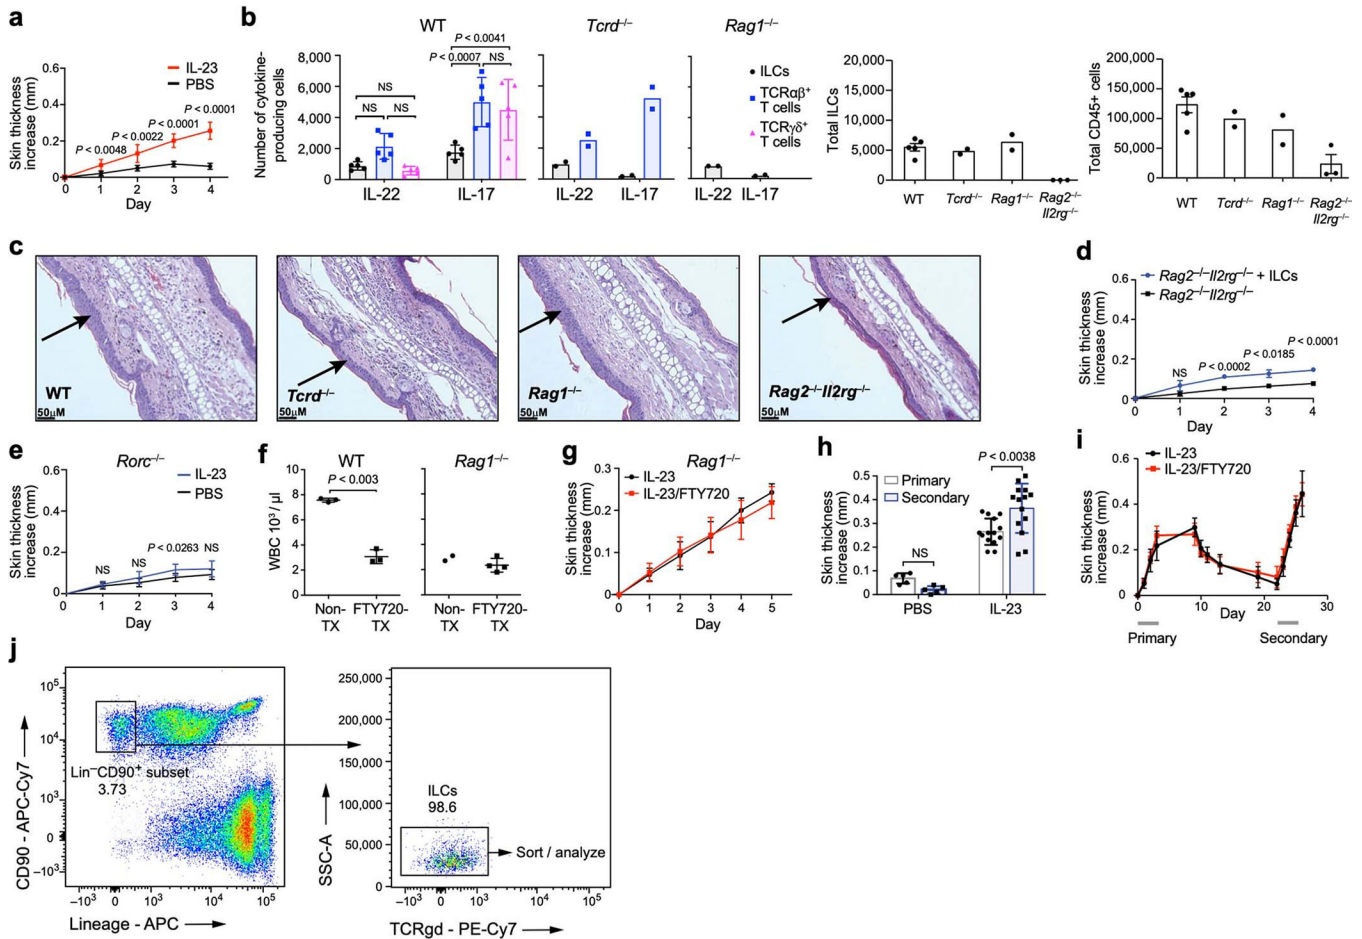 a
IL-23
PBS
Skin thickness
increase (mm)
0.6
0.4
0.2
0
P < 0.0048
P < 0.0022
P < 0.0001
P < 0.0001
0 1 2 3 4
Day
b
WT
Tcrd–/–
Rag1–/–
Number of cytokine-
producing cells
8,000
6,000
4,000
2,000
0
NS
NS NS
P < 0.0041
P < 0.0007 NS
IL-22 IL-17
IL-22 IL-17
IL-22 IL-17
ILCs
TCRαβ+
T cells
TCRγδ+
T cells
Total ILCs
20,000
15,000
10,000
5,000
0
WT Tcrd–/– Rag1–/– Rag2–/–
Il2rg–/–
Total CD45+ cells
200,000
150,000
100,000
50,000
0
WT Tcrd–/– Rag1–/– Rag2–/–
Il2rg–/–
c
WT
50µM
Tcrd–/–
50µM
Rag1–/–
50µM
Rag2–/–Il2rg–/–
50µM
d
Rag2–/–Il2rg–/– + ILCs
Rag2–/–Il2rg–/–
Skin thickness
increase (mm)
0.6
0.4
0.2
0
NS
P < 0.0002
P < 0.0185
P < 0.0001
0 1 2 3 4
Day
e
Rorc–/–
IL-23
PBS
Skin thickness
increase (mm)
0.6
0.4
0.2
0
NS
NS
P < 0.0263
NS
0 1 2 3 4
Day
f
WT
Rag1–/–
P < 0.003
WBC 10³ / µl
10
8
6
4
2
0
Non-
TX
FTY720-
TX
Non-
TX
FTY720-
TX
g
Rag1–/–
IL-23
IL-23/FTY720
Skin thickness
increase (mm)
0.3
0.2
0.1
0
0 1 2 3 4 5
Day
h
P < 0.0038
Primary
Secondary
Skin thickness
increase (mm)
0.5
0.4
0.3
0.2
0.1
0
NS
PBS IL-23
i
IL-23
IL-23/FTY720
Skin thickness
increase (mm)
0.6
0.4
0.2
0
0 10 20 30
Day
Primary Secondary
j
CD90 - APC-Cy7
10⁵
10⁴
10³
0
–10³
Lin–CD90+ subset
3.73
–10³ 0 10³ 10⁴ 10⁵
Lineage - APC
SSC-A
250,000
200,000
150,000
100,000
50,000
0
ILCs
98.6
Sort / analyze
–10³ 0 10³ 10⁴ 10⁵
TCRgd - PE-Cy7